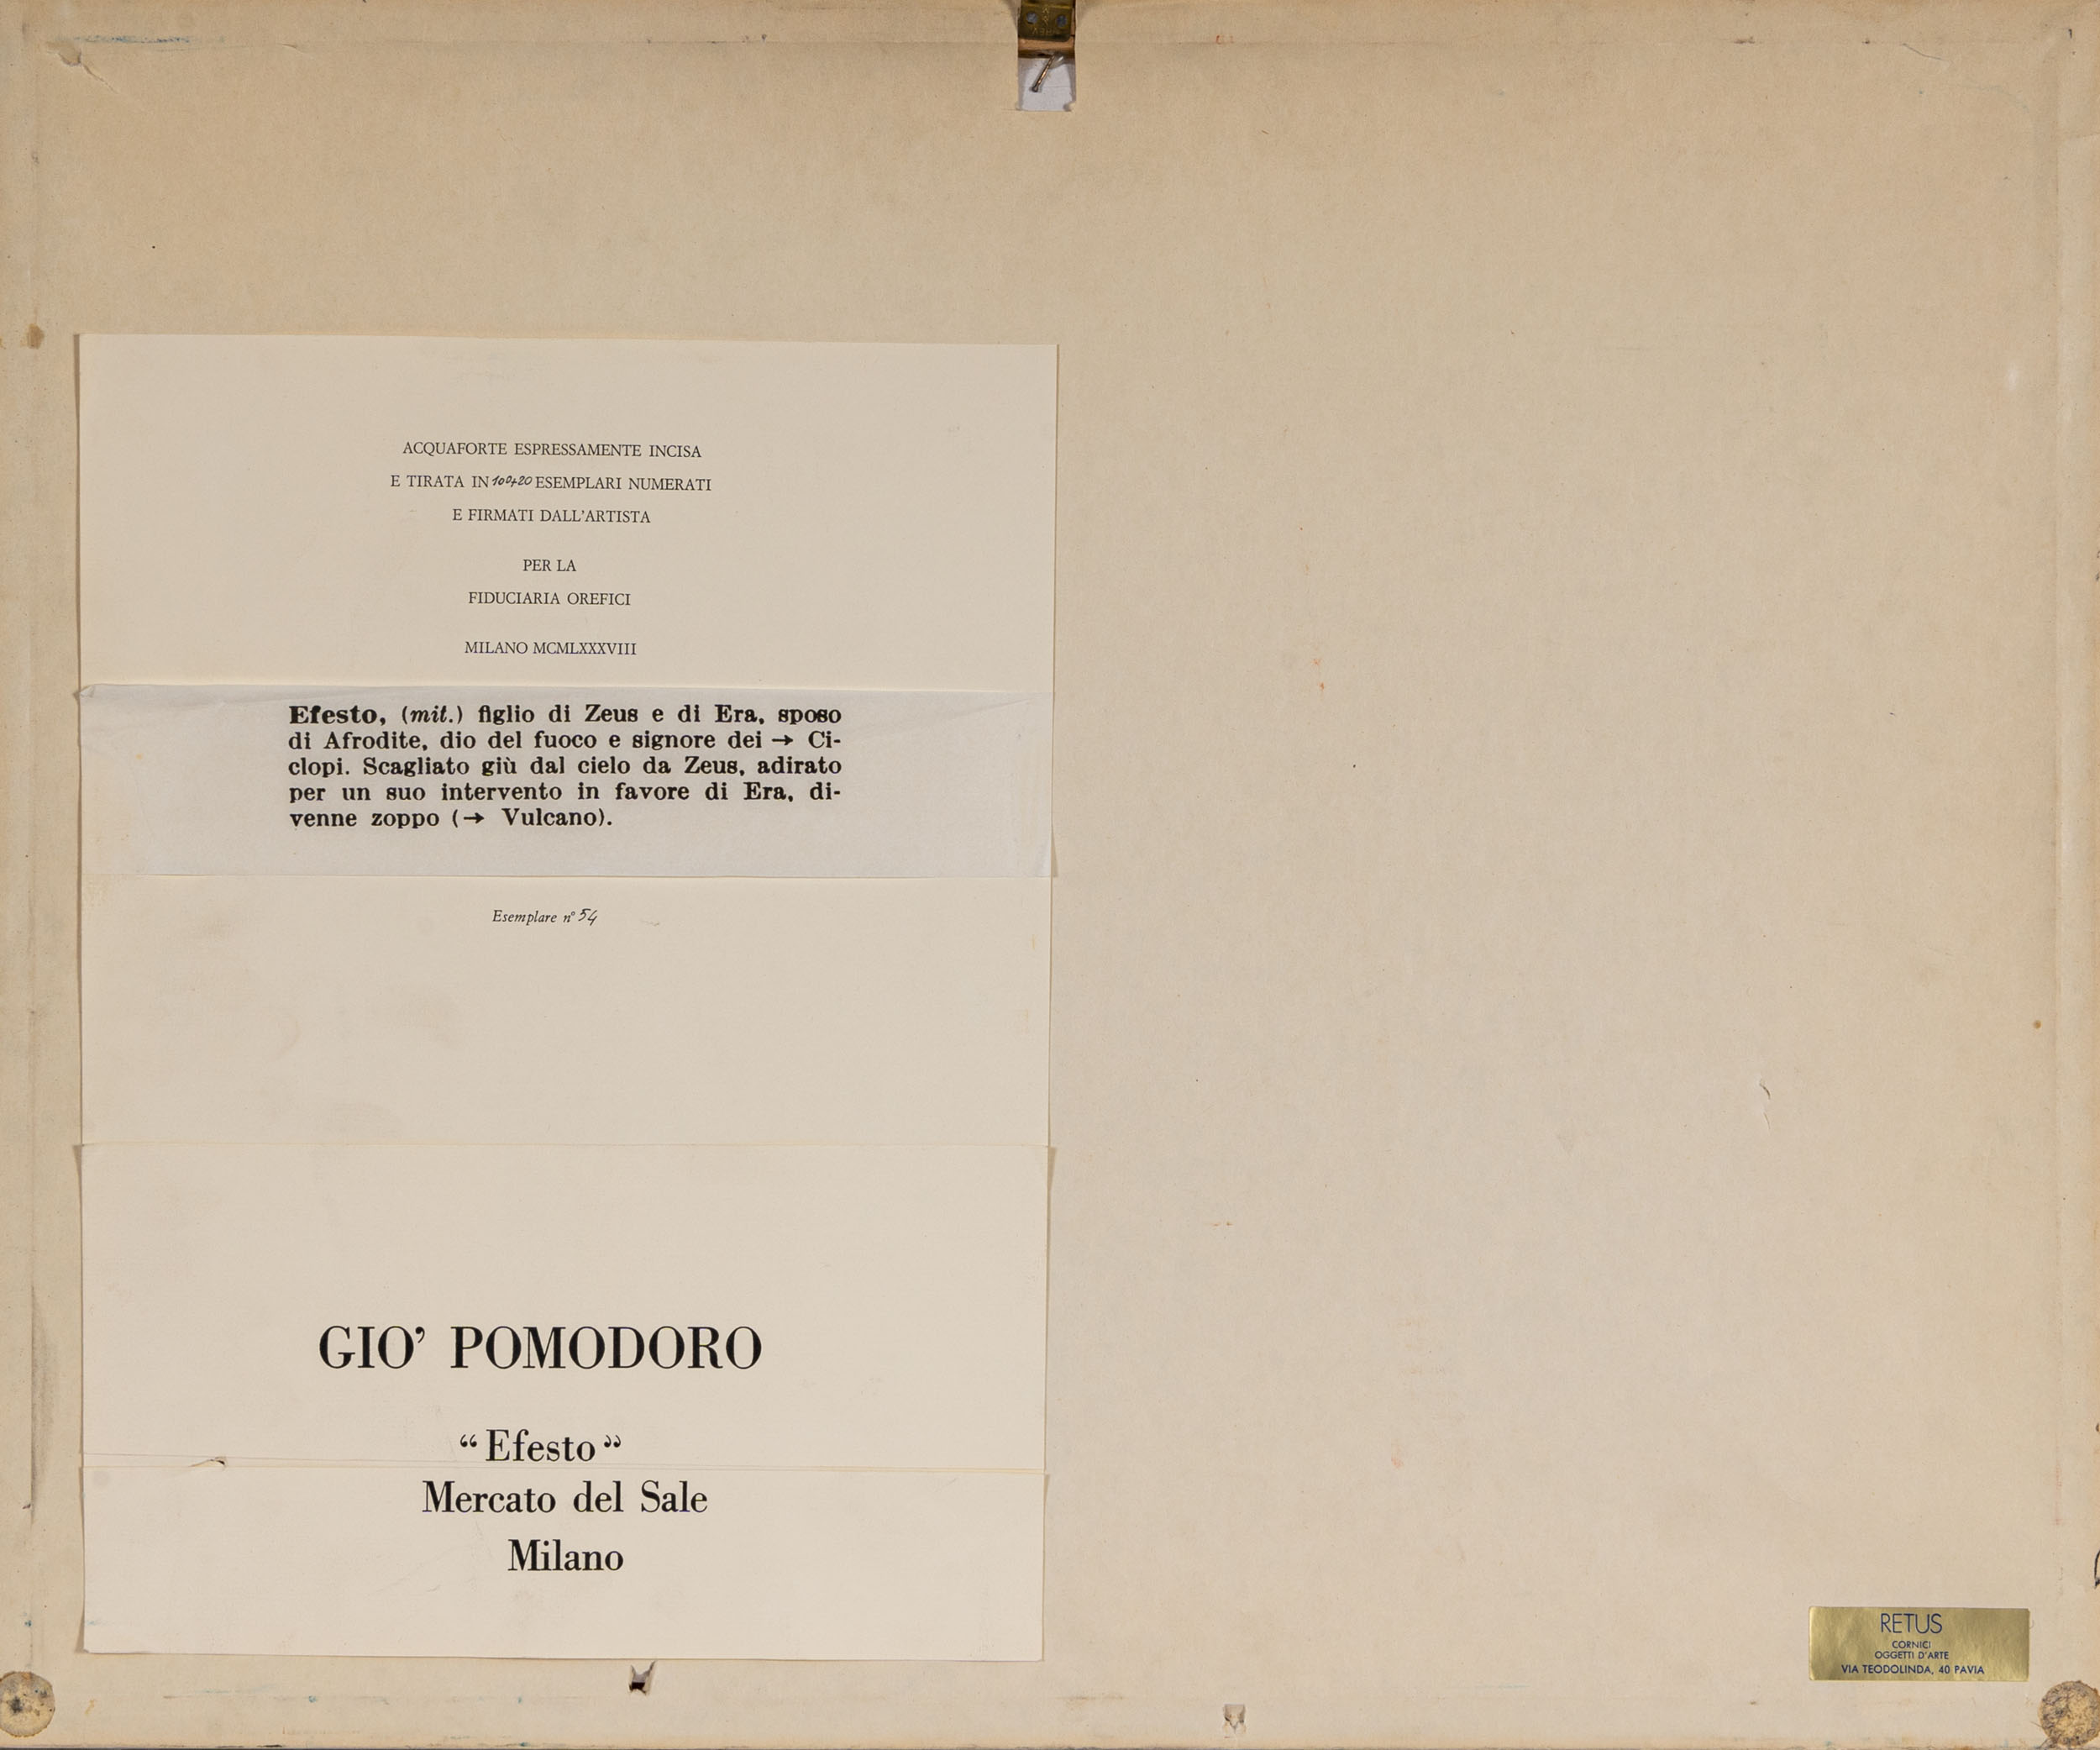 ACQUAFORTE ESPRESSAMENTE INCISA
E TIRATA IN 100+20 ESEMPLARI NUMERATI
E FIRMATI DALL'ARTISTA
PER LA
FIDUCIARIA OREFICI
MILANO MCMLXXXVIII
Efesto, (mit.) figlio di Zeus e di Era, sposo
di Afrodite, dio del fuoco e signore dei → Ci-
clopi. Scagliato giù dal cielo da Zeus, adirato
per un suo intervento in favore di Era, di-
venne zoppo (→ Vulcano).
Esemplare n° 54
GIO' POMODORO
“Efesto”
Mercato del Sale
Milano
RETUS
CORNICI
OGGETTI D'ARTE
VIA TEODOLINDA, 40 PAVIA